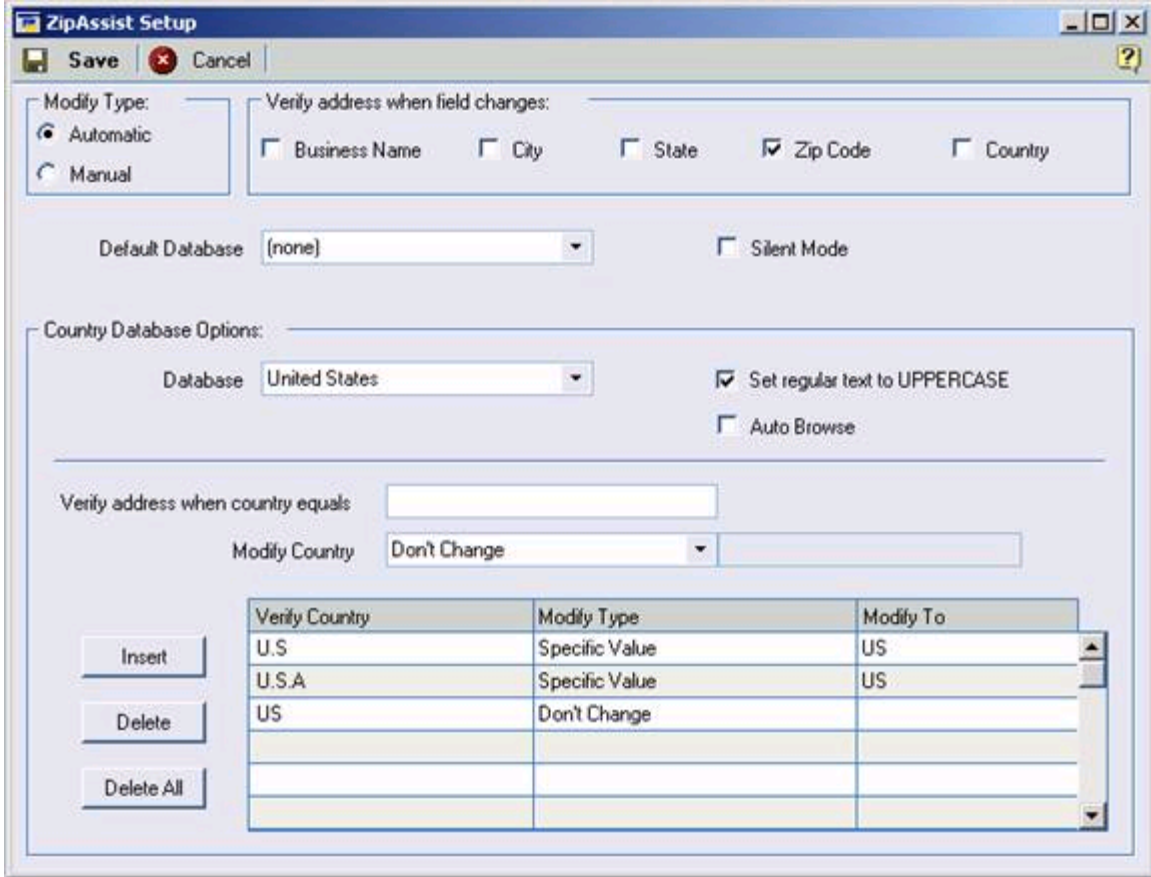 ZipAssist Setup
Save Cancel ?
Modify Type:
Automatic
Manual
Verify address when field changes:
Business Name City State Zip Code Country
Default Database (none) Silent Mode
Country Database Options:
Database United States Set regular text to UPPERCASE
Auto Browse
Verify address when country equals
Modify Country Don't Change
Verify Country Modify Type Modify To
U.S Specific Value US
U.S.A Specific Value US
US Don't Change
Insert
Delete
Delete All